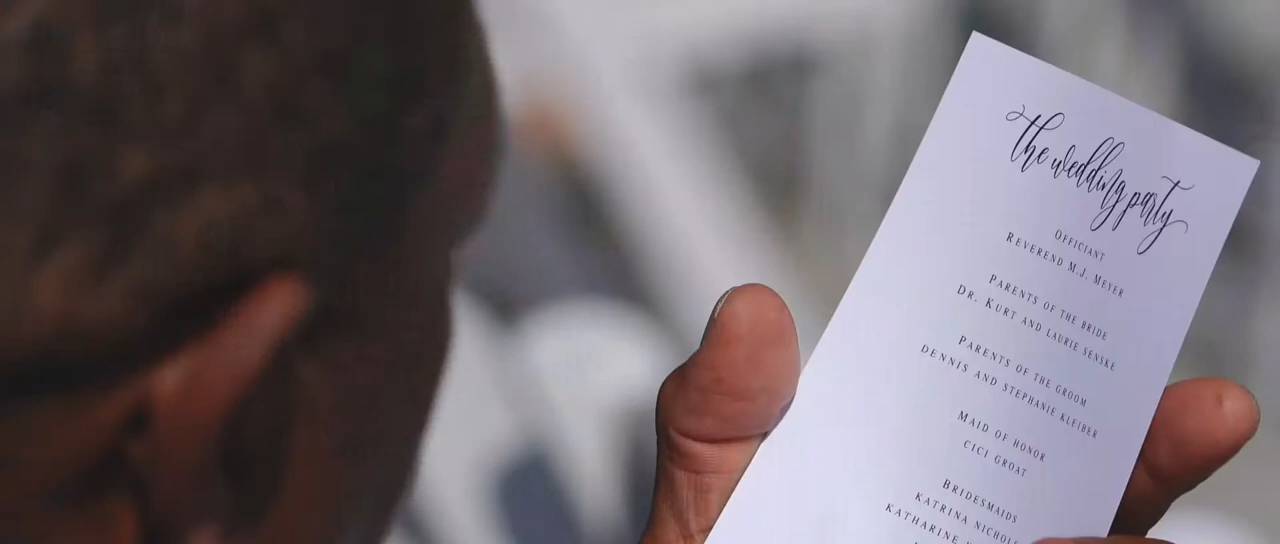 the wedding party
OFFICIANT
REVEREND M.J. MEYER
PARENTS OF THE BRIDE
DR. KURT AND LAURIE SENSKE
PARENTS OF THE GROOM
DENNIS AND STEPHANIE KLEIBER
MAID OF HONOR
CICI GROAT
BRIDESMAIDS
KATRINA
KATHARINE